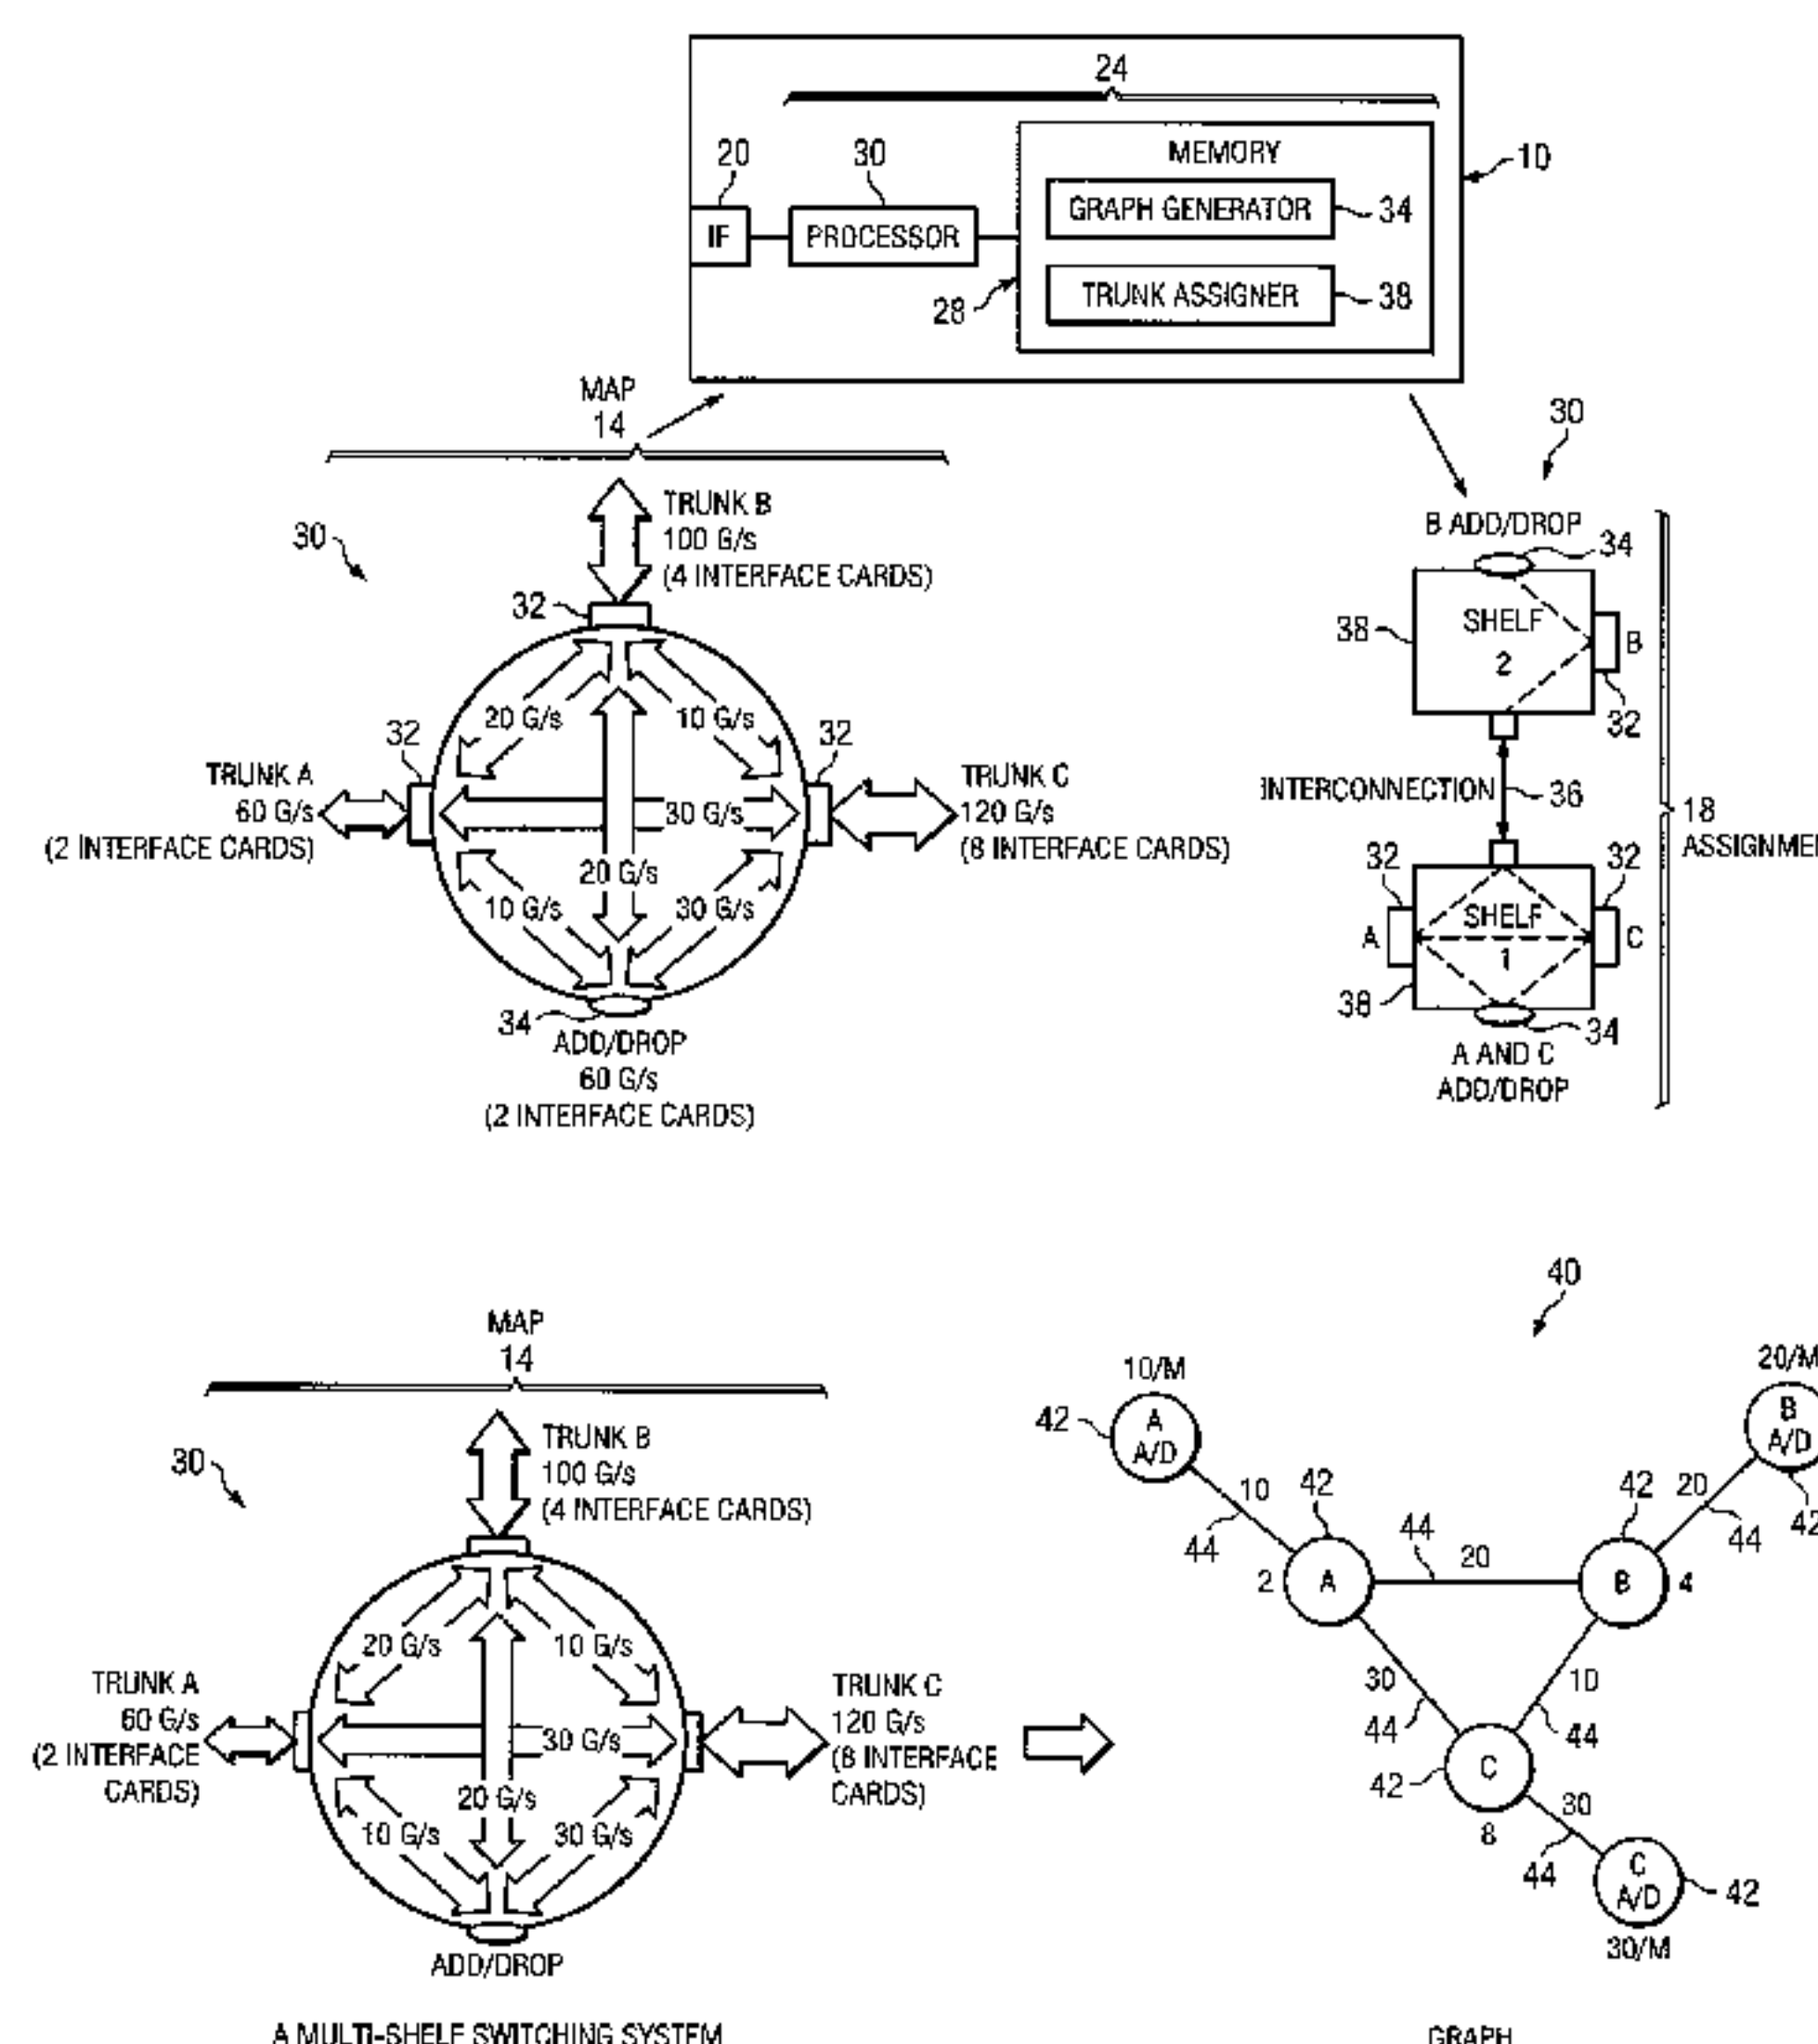 24
20
30
MEMORY
10
GRAPH GENERATOR
34
IF
PROCESSOR
28
TRUNK ASSIGNER
38
MAP
14
30
TRUNK B
100 G/s
(4 INTERFACE CARDS)
30
32
20 G/s
10 G/s
32
32
TRUNK A
60 G/s
(2 INTERFACE CARDS)
30 G/s
TRUNK C
120 G/s
(8 INTERFACE CARDS)
20 G/s
10 G/s
30 G/s
34
ADD/DROP
60 G/s
(2 INTERFACE CARDS)
30
B ADD/DROP
34
38
SHELF
2
B
32
INTERCONNECTION
36
18
32
32
A
SHELF
1
C
38
34
A AND C
ADD/DROP
MAP
14
30
TRUNK B
100 G/s
(4 INTERFACE CARDS)
20 G/s
10 G/s
TRUNK A
60 G/s
(2 INTERFACE
CARDS)
30 G/s
TRUNK C
120 G/s
(8 INTERFACE
CARDS)
20 G/s
10 G/s
30 G/s
ADD/DROP
A MULTI-SHELF SWITCHING SYSTEM
40
10/M
20/M
42
A
A/D
B
A/D
10
42
44
44
20
42
20
44
42
2
A
B
4
30
10
44
44
42
C
8
30
44
C
A/D
42
30/M
GRAPH